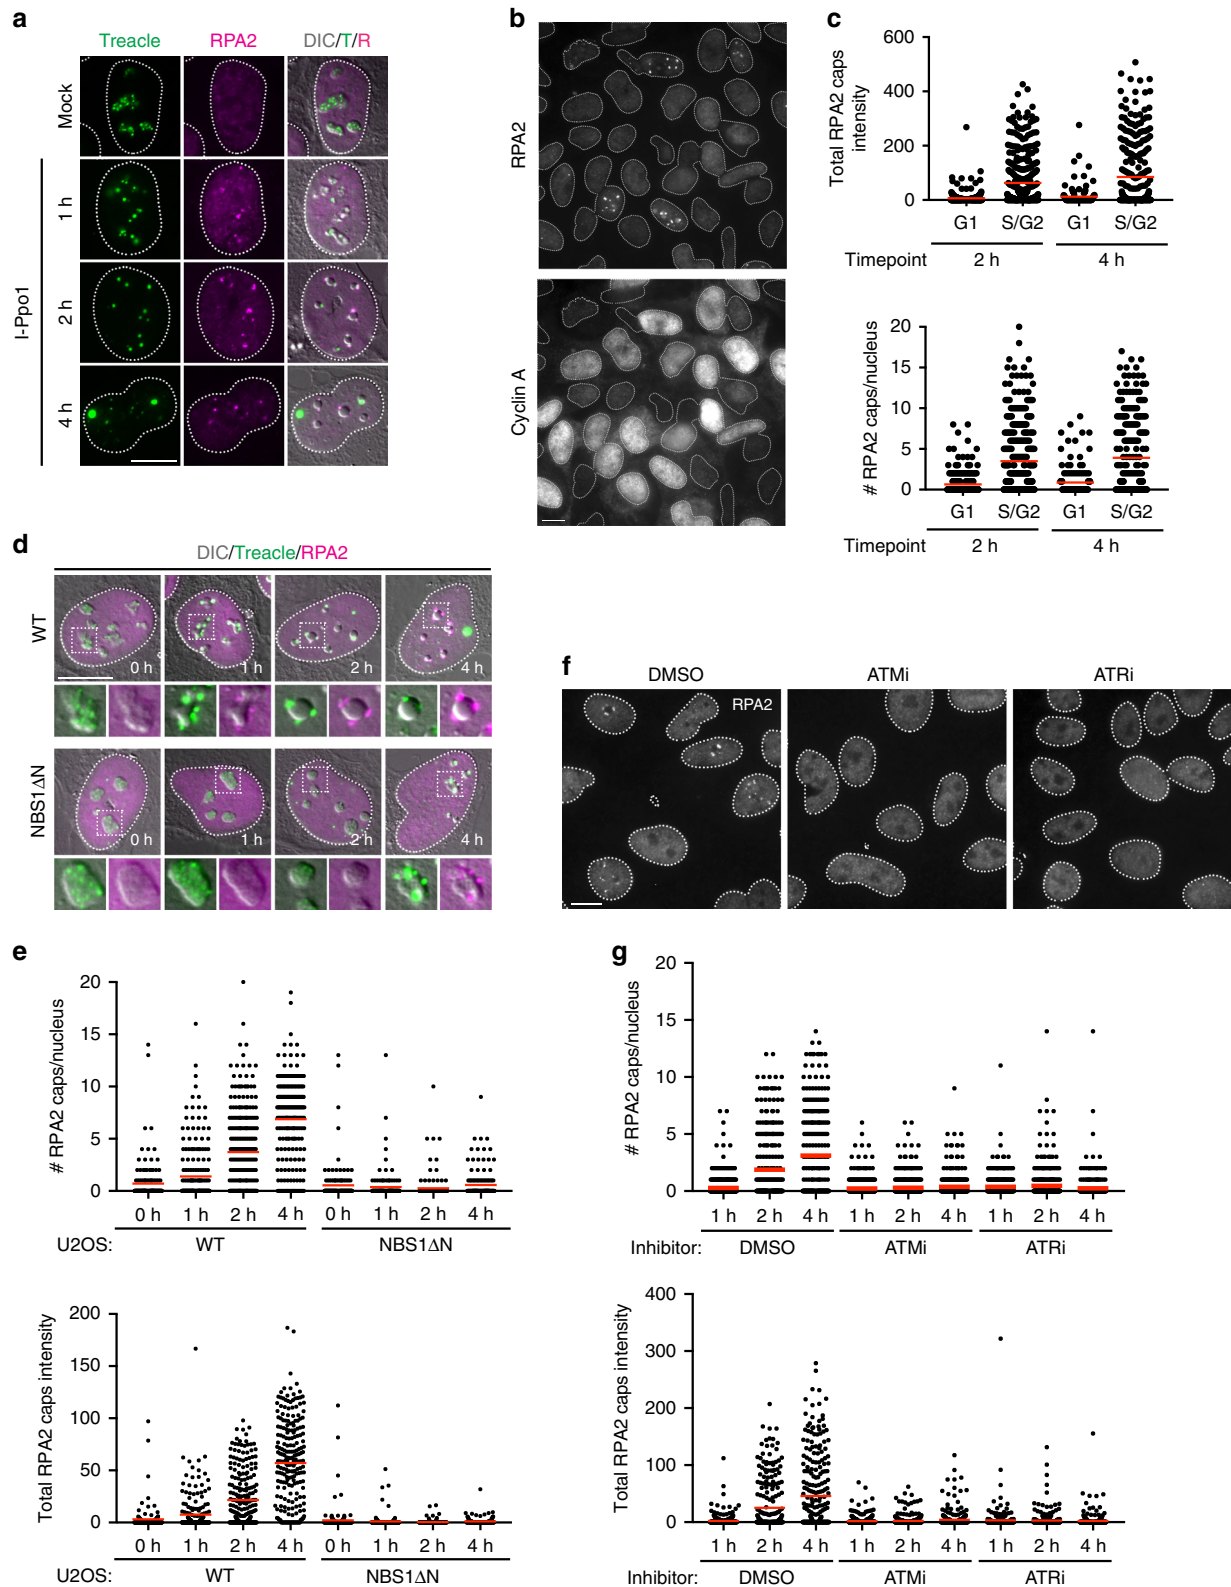 a
Treacle RPA2 DIC/T/R
Mock
I-Ppo1
1 h
2 h
4 h
b
RPA2
Cyclin A
c
Total RPA2 caps intensity
600
400
200
0
G1 S/G2 G1 S/G2
Timepoint 2 h 4 h
# RPA2 caps/nucleus
20
15
10
5
0
G1 S/G2 G1 S/G2
Timepoint 2 h 4 h
d
DIC/Treacle/RPA2
WT
0 h 1 h 2 h 4 h
NBS1ΔN
0 h 1 h 2 h 4 h
e
# RPA2 caps/nucleus
20
15
10
5
0
0 h 1 h 2 h 4 h 0 h 1 h 2 h 4 h
U2OS: WT NBS1ΔN
Total RPA2 caps intensity
200
150
100
50
0
0 h 1 h 2 h 4 h 0 h 1 h 2 h 4 h
U2OS: WT NBS1ΔN
f
DMSO ATMi ATRi
RPA2
g
# RPA2 caps/nucleus
20
15
10
5
0
1 h 2 h 4 h 1 h 2 h 4 h 1 h 2 h 4 h
Inhibitor: DMSO ATMi ATRi
Total RPA2 caps intensity
400
300
200
100
0
1 h 2 h 4 h 1 h 2 h 4 h 1 h 2 h 4 h
Inhibitor: DMSO ATMi ATRi